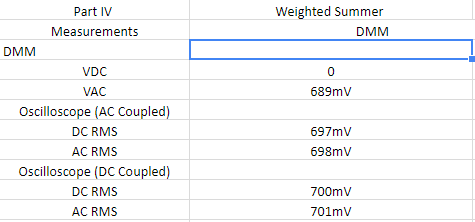 Part IV Weighted Summer
Measurements DMM
DMM
VDC 0
VAC 689mV
Oscilloscope (AC Coupled)
DC RMS 697mV
AC RMS 698mV
Oscilloscope (DC Coupled)
DC RMS 700mV
AC RMS 701mV